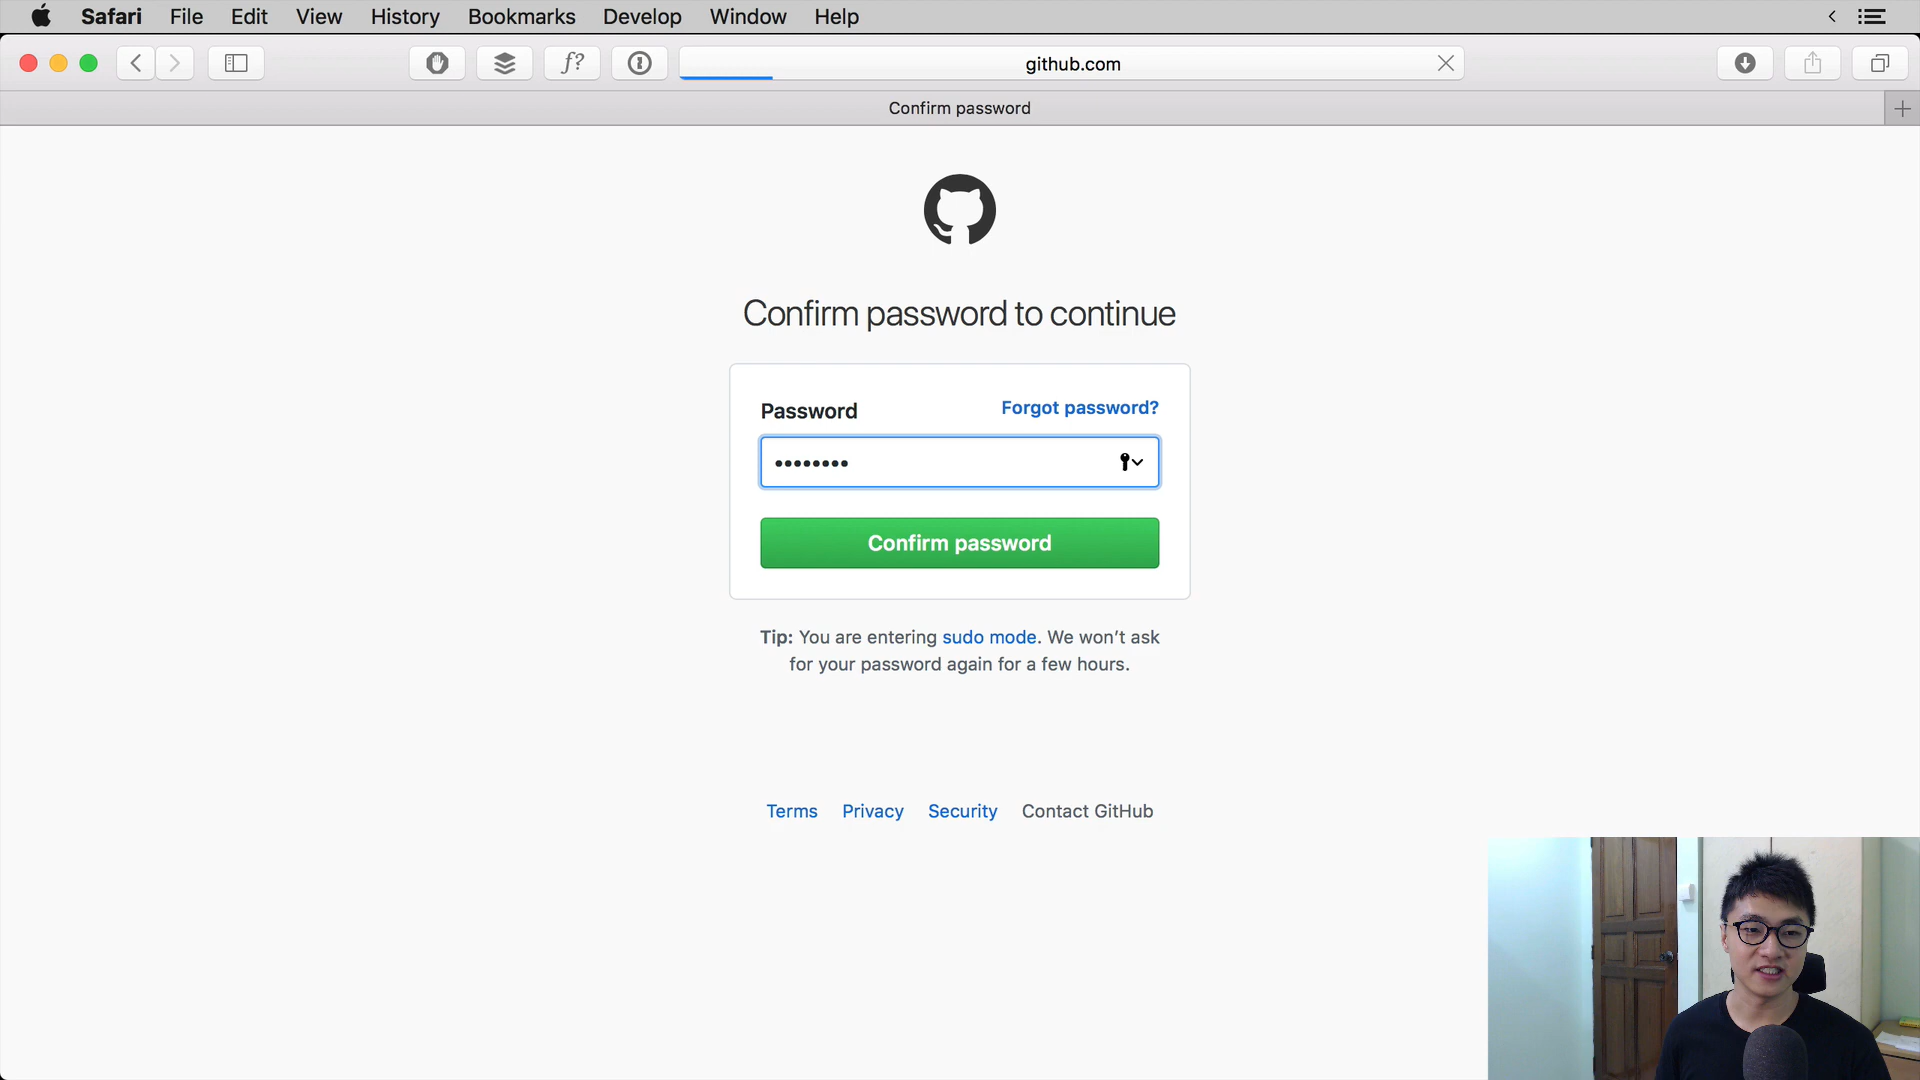 Safari File Edit View History Bookmarks Develop Window Help
f? github.com
Confirm password
Confirm password to continue
Password Forgot password?
••••••••
Confirm password
Tip: You are entering sudo mode. We won’t ask
for your password again for a few hours.
Terms Privacy Security Contact GitHub